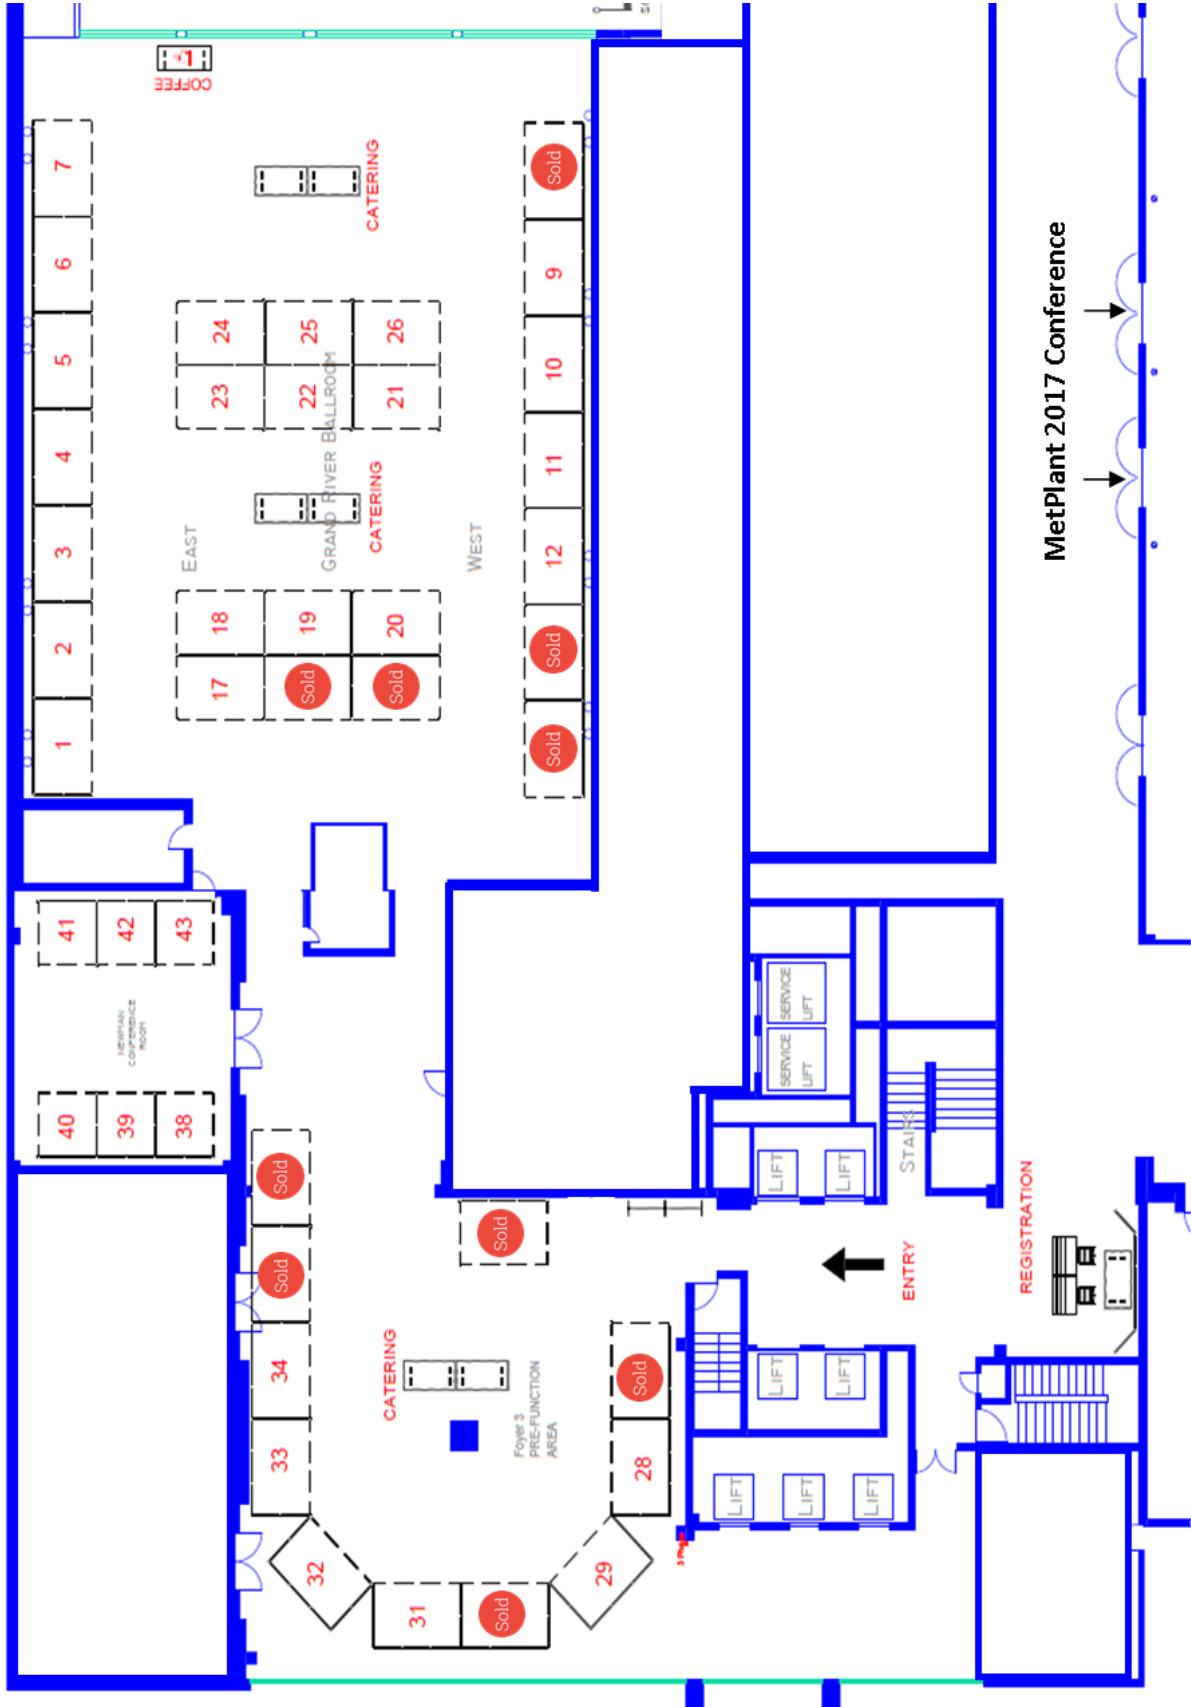 COFFEE
7
6
5
4
3
2
1
CATERING
Sold
9
10
11
12
Sold
Sold
24
25
26
23
22
21
GRAND RIVER BALLROOM
EAST
WEST
CATERING
18
19
20
17
Sold
Sold
MetPlant 2017 Conference
41
42
43
NEWMAN
CONFERENCE
ROOM
40
39
38
SERVICE
LIFT
SERVICE
LIFT
LIFT
LIFT
STAIRS
Sold
Sold
34
33
32
31
Sold
29
28
Sold
Sold
CATERING
Foyer 3
PRE-FUNCTION
AREA
ENTRY
REGISTRATION
LIFT
LIFT
LIFT
LIFT
LIFT